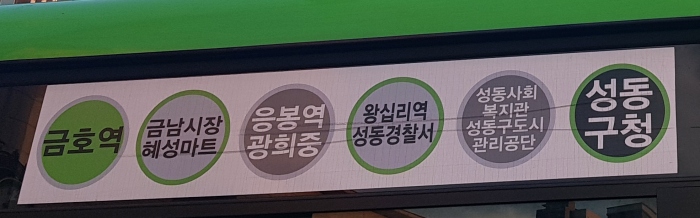 금호역
금남시장
혜성마트
응봉역
광희중
왕십리역
성동경찰서
성동사회
복지관
성동구도시
관리공단
성동
구청